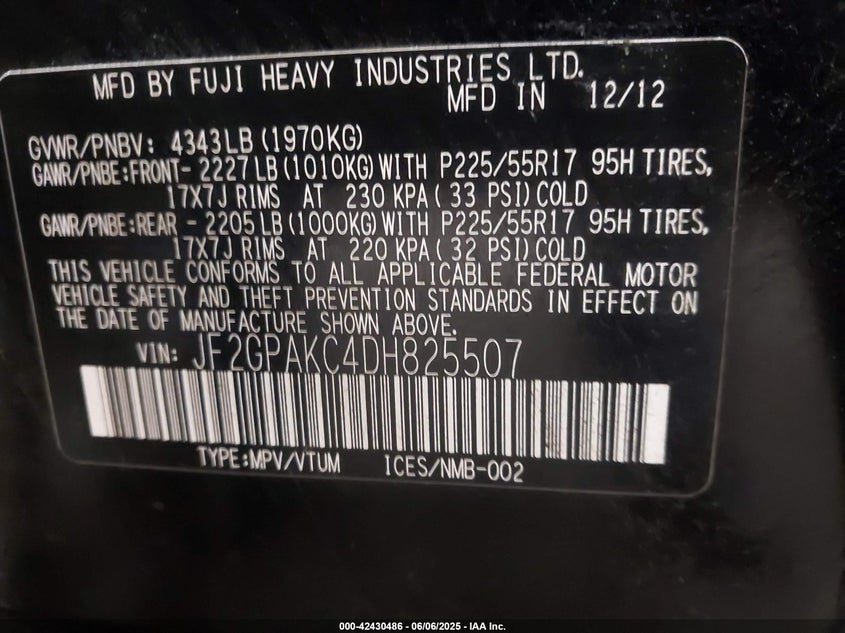 MFD BY FUJI HEAVY INDUSTRIES LTD.
MFD IN 12/12
GVWR/PNBV: 4343LB (1970KG)
GAWR/PNBE:FRONT- 2227LB (1010KG) WITH P225/55R17 95H TIRES,
17X7J RIMS AT 230 KPA ( 33 PSI) COLD
GAWR/PNBE:REAR - 2205LB (1000KG) WITH P225/55R17 95H TIRES,
17X7J RIMS AT 220 KPA ( 32 PSI) COLD
THIS VEHICLE CONFORMS TO ALL APPLICABLE FEDERAL MOTOR
VEHICLE SAFETY AND THEFT PREVENTION STANDARDS IN EFFECT ON
THE DATE OF MANUFACTURE SHOWN ABOVE.
VIN: JF2GPAKC4DH825507
TYPE:MPV/VTUM ICES/NMB-002
000-42430486 - 06/06/2025 - IAA Inc.